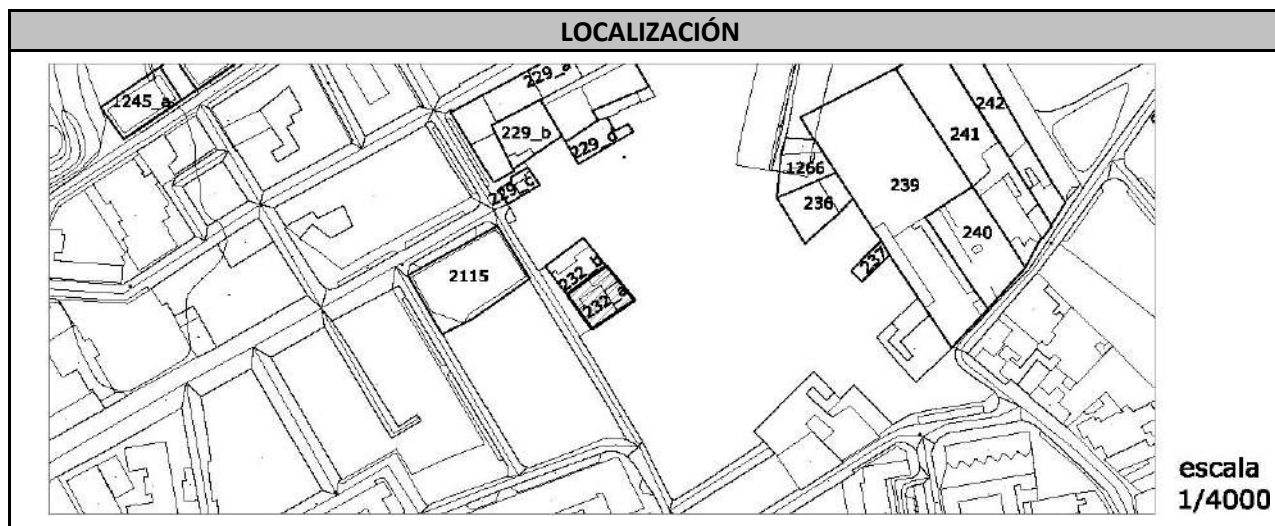 LOCALIZACIÓN
1245_a
229_a
229_b
229_d
229_c
242
241
1266
239
236
240
237
2115
232_b
232_a
escala
1/4000